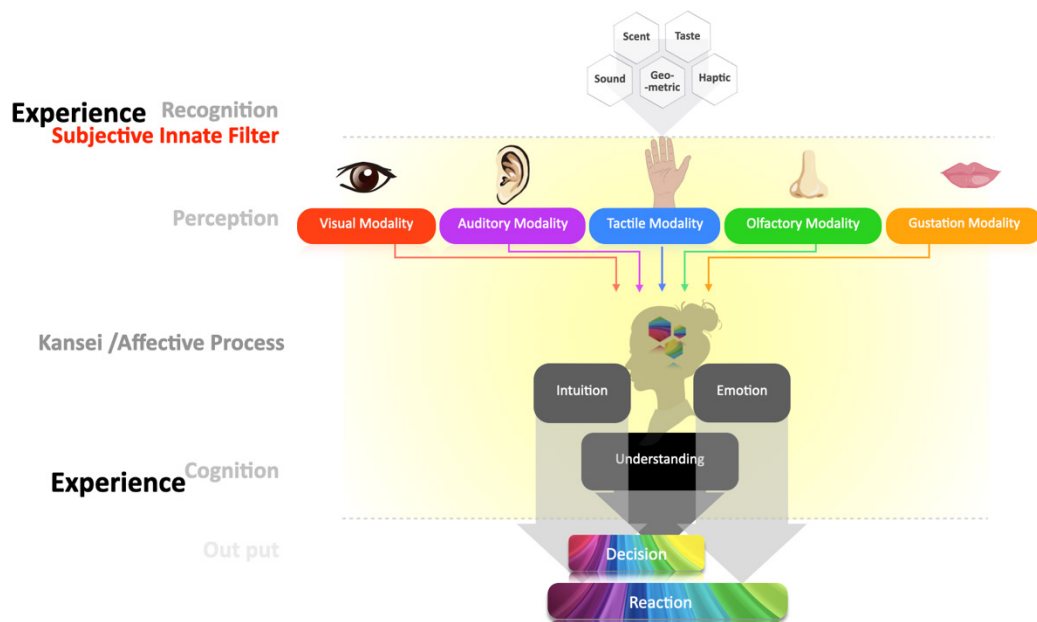 Scent
Taste
Sound
Geo-
-metric
Haptic
Experience Recognition
Subjective Innate Filter
Perception
Visual Modality
Auditory Modality
Tactile Modality
Olfactory Modality
Gustation Modality
Kansei /Affective Process
Intuition
Emotion
Understanding
Experience Cognition
Out put
Decision
Reaction